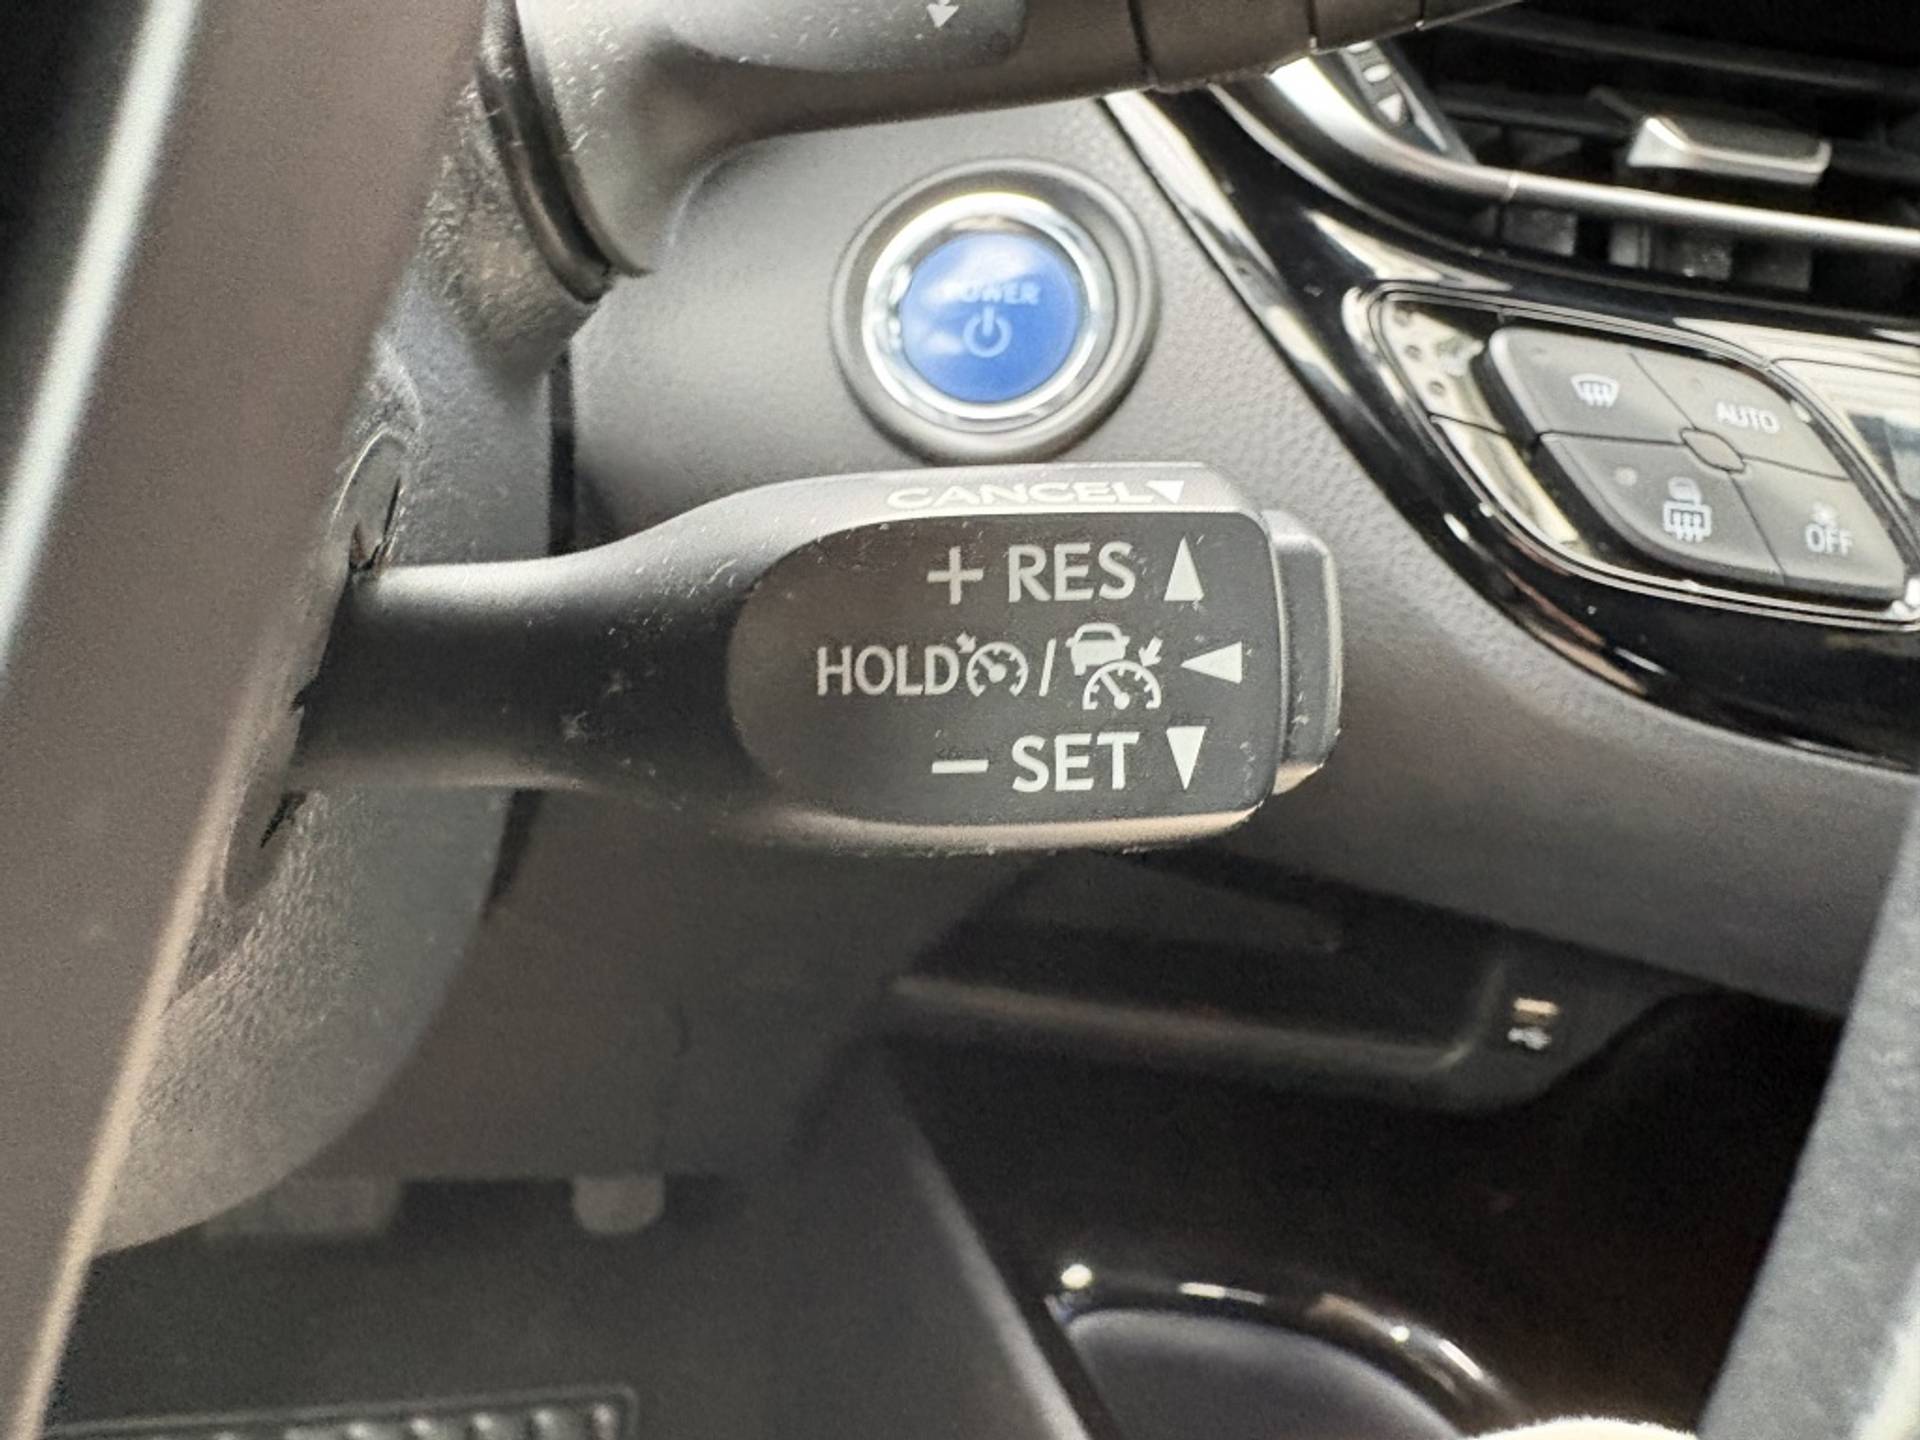 POWER
AUTO
OFF
CANCEL▼
+ RES ▲
HOLD / ◀
− SET ▼